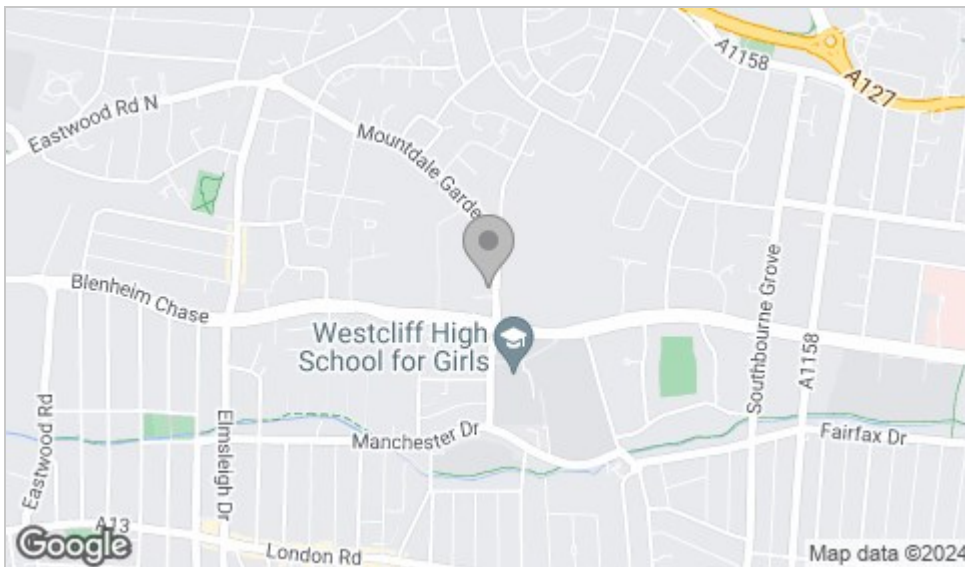 A1158
A127
Eastwood Rd N
Mountdale Garde
Southbourne Grove
Blenheim Chase
Westcliff High
School for Girls
A1158
Eastwood Rd
Elmsleigh Dr
Manchester Dr
Fairfax Dr
A13
London Rd
Google
Map data ©2024